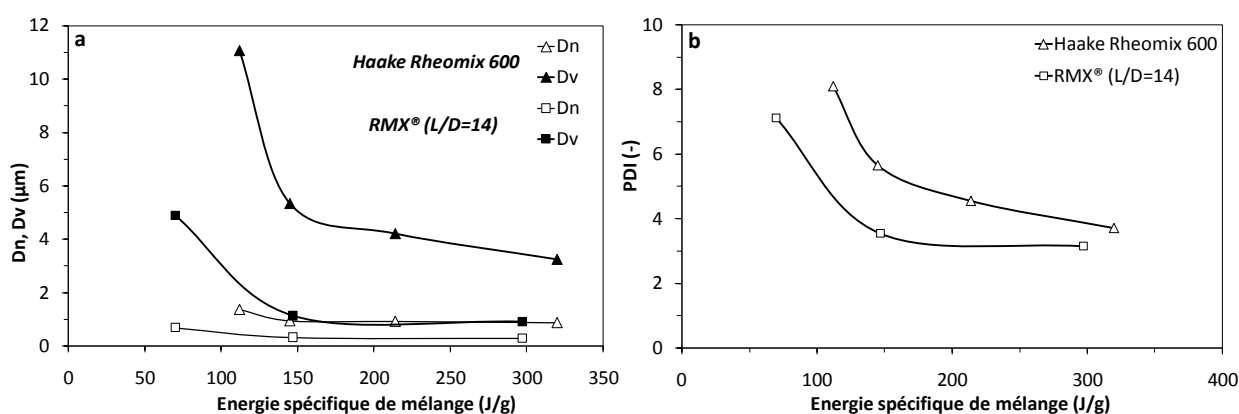 a
Dn, Dv (µm)
12
10
8
6
4
2
0
0 50 100 150 200 250 300 350
Energie spécifique de mélange (J/g)
Haake Rheomix 600
RMX® (L/D=14)
Dn
Dv
Dn
Dv
b
PDI (-)
10
8
6
4
2
0
0 100 200 300 400
Energie spécifique de mélange (J/g)
Haake Rheomix 600
RMX® (L/D=14)